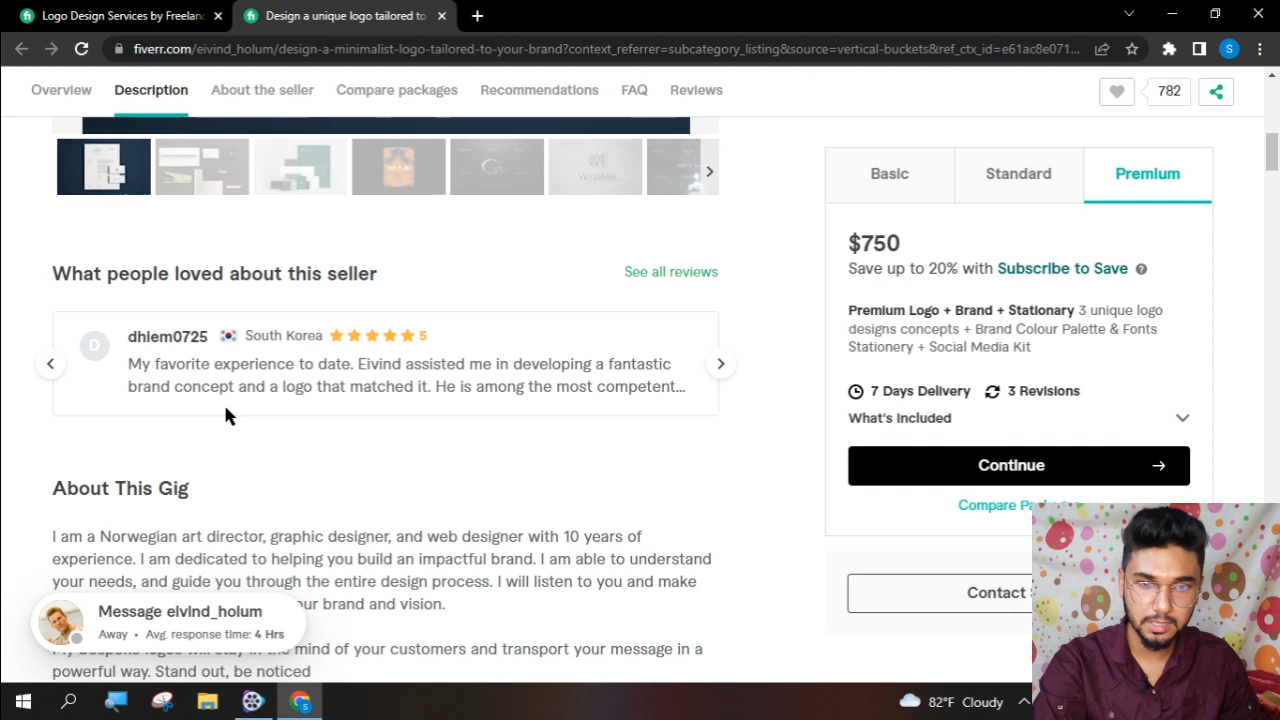 Logo Design Services by Freelanc
Design a unique logo tailored to
fiverr.com/eivind_holum/design-a-minimalist-logo-tailored-to-your-brand?context_referrer=subcategory_listing&source=vertical-buckets&ref_ctx_id=e61ac8e071...
S
Overview Description About the seller Compare packages Recommendations FAQ Reviews
782
Basic Standard Premium
$750
Save up to 20% with Subscribe to Save
Premium Logo + Brand + Stationary 3 unique logo
designs concepts + Brand Colour Palette & Fonts
Stationery + Social Media Kit
7 Days Delivery 3 Revisions
What's Included
Continue
Compare Pa
Contact
What people loved about this seller
See all reviews
D
dhlem0725 South Korea 5
My favorite experience to date. Eivind assisted me in developing a fantastic
brand concept and a logo that matched it. He is among the most competent...
About This Gig
I am a Norwegian art director, graphic designer, and web designer with 10 years of
experience. I am dedicated to helping you build an impactful brand. I am able to understand
your needs, and guide you through the entire design process. I will listen to you and make
our brand and vision.
Message eivind_holum
Away • Avg. response time: 4 Hrs
mind of your customers and transport your message in a
powerful way. Stand out, be noticed
82°F Cloudy